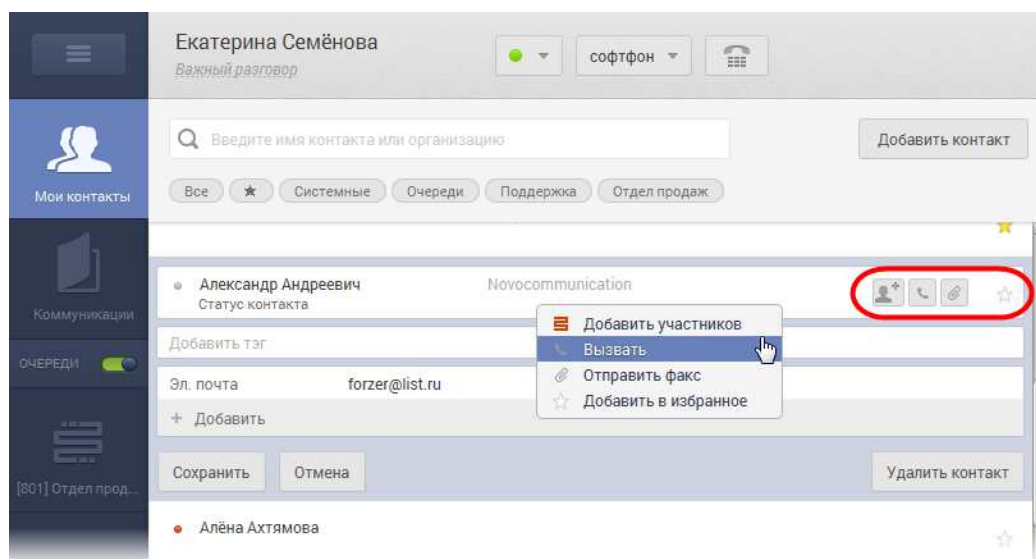 Екатерина Семёнова
Важный разговор
софтфон
Введите имя контакта или организацию
Добавить контакт
Мои контакты
Все Системные Очереди Поддержка Отдел продаж
Александр Андреевич Novocommunication
Статус контакта
Коммуникации
Добавить участников
Добавить тэг
Вызвать
ОЧЕРЕДИ
Эл. почта forzer@list.ru
Отправить факс
+ Добавить
Добавить в избранное
Сохранить Отмена Удалить контакт
[801] Отдел прод...
Алёна Ахтямова